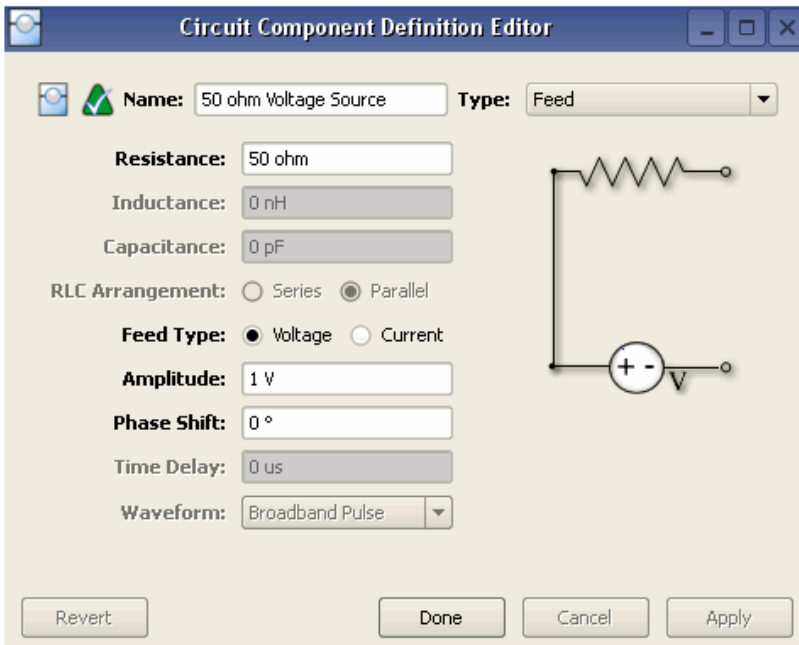 Circuit Component Definition Editor
Name: 50 ohm Voltage Source Type: Feed
Resistance: 50 ohm
Inductance: 0 nH
Capacitance: 0 pF
RLC Arrangement: Series Parallel
Feed Type: Voltage Current
Amplitude: 1 V
Phase Shift: 0 °
Time Delay: 0 us
Waveform: Broadband Pulse
+ - V
Revert Done Cancel Apply